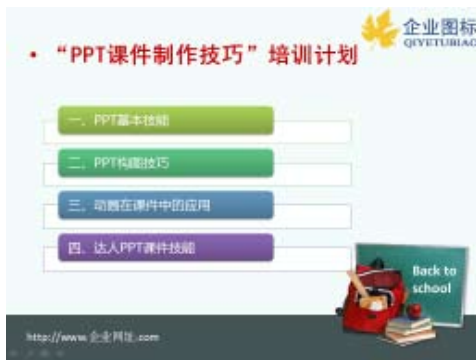 企业图标
QIYETUBIAO
• “PPT课件制作技巧”培训计划
一、PPT基本技能
二、PPT构图技巧
三、动画在课件中的应用
四、达人PPT课件技能
Back to
school
http://www.企业网址.com